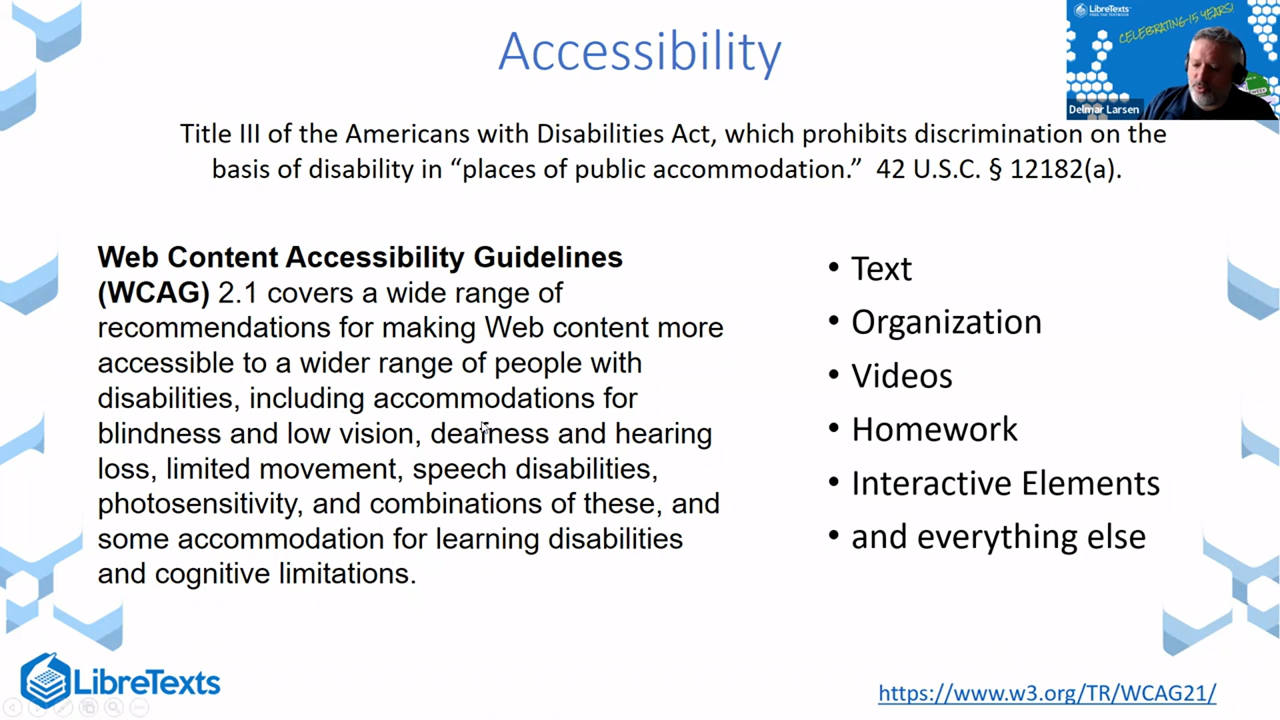 Accessibility
LibreTexts
CELEBRATING 15 YEARS!
Delmar Larsen
Title III of the Americans with Disabilities Act, which prohibits discrimination on the
basis of disability in “places of public accommodation.” 42 U.S.C. § 12182(a).
Web Content Accessibility Guidelines
(WCAG) 2.1 covers a wide range of
recommendations for making Web content more
accessible to a wider range of people with
disabilities, including accommodations for
blindness and low vision, deafness and hearing
loss, limited movement, speech disabilities,
photosensitivity, and combinations of these, and
some accommodation for learning disabilities
and cognitive limitations.
• Text
• Organization
• Videos
• Homework
• Interactive Elements
• and everything else
LibreTexts
https://www.w3.org/TR/WCAG21/